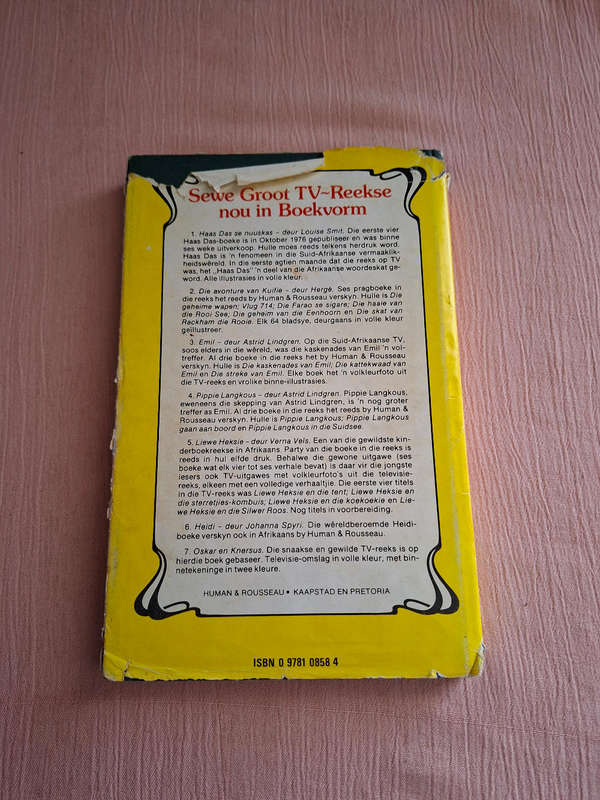 Sewe Groot TV-Reekse
nou in Boekvorm
1. Haas Das se nuuskas - deur Louise Smit. Die eerste vier
Haas Das-boeke is in Oktober 1976 gepubliseer en was binne
ses weke uitverkoop. Hulle moes reeds telkens herdruk word.
Haas Das is 'n fenomeen in die Suid-Afrikaanse vermaaklik-
heidswêreld. In die eerste agtien maande dat die reeks op TV
was, het ,,Haas Das" 'n deel van die Afrikaanse woordeskat ge-
word. Alle illustrasies in volle kleur.
2. Die avonture van Kuifie - deur Hergé. Ses pragboeke in
die reeks het reeds by Human & Rousseau verskyn. Hulle is Die
geheime wapen; Vlug 714; Die Farao se sigare; Die haaie van
die Rooi See; Die geheim van die Eenhoorn en Die skat van
Rackham die Rooie. Elk 64 bladsye, deurgaans in volle kleur
geïllustreer.
3. Emil - deur Astrid Lindgren. Op die Suid-Afrikaanse TV,
soos elders in die wêreld, was die kaskenades van Emil 'n vol-
treffer. Al drie boeke in die reeks het by Human & Rousseau
verskyn. Hulle is Die kaskenades van Emil; Die kattekwaad van
Emil en Die streke van Emil. Elke boek het 'n volkleurfoto uit
die TV-reeks en vrolike binne-illustrasies.
4. Pippie Langkous - deur Astrid Lindgren. Pippie Langkous,
eweneens die skepping van Astrid Lindgren, is 'n nog groter
treffer as Emil. Al drie boeke in die reeks het reeds by Human &
Rousseau verskyn. Hulle is Pippie Langkous; Pippie Langkous
gaan aan boord en Pippie Langkous in die Suidsee.
5. Liewe Heksie - deur Verna Vels. Een van die gewildste kin-
derboekreekse in Afrikaans. Party van die boeke in die reeks is
reeds in hul elfde druk. Behalwe die gewone uitgawe (ses
boeke wat elk vier tot ses verhale bevat) is daar vir die jongste
lesers ook TV-uitgawes met volkleurfoto's uit die televisie-
reeks, elkeen met een volledige verhaaltjie. Die eerste vier titels
in die TV-reeks was Liewe Heksie en die tent; Liewe Heksie en
die sterretjies-kombuis; Liewe Heksie en die koekoekie en Lie-
we Heksie en die Silwer Roos. Nog titels in voorbereiding.
6. Heidi - deur Johanna Spyri. Die wêreldberoemde Heidi-
boeke verskyn ook in Afrikaans by Human & Rousseau.
7. Oskar en Knersus. Die snaakse en gewilde TV-reeks is op
hierdie boek gebaseer. Televisie-omslag in volle kleur, met bin-
netekeninge in twee kleure.
HUMAN & ROUSSEAU • KAAPSTAD EN PRETORIA
ISBN 0 9781 0858 4